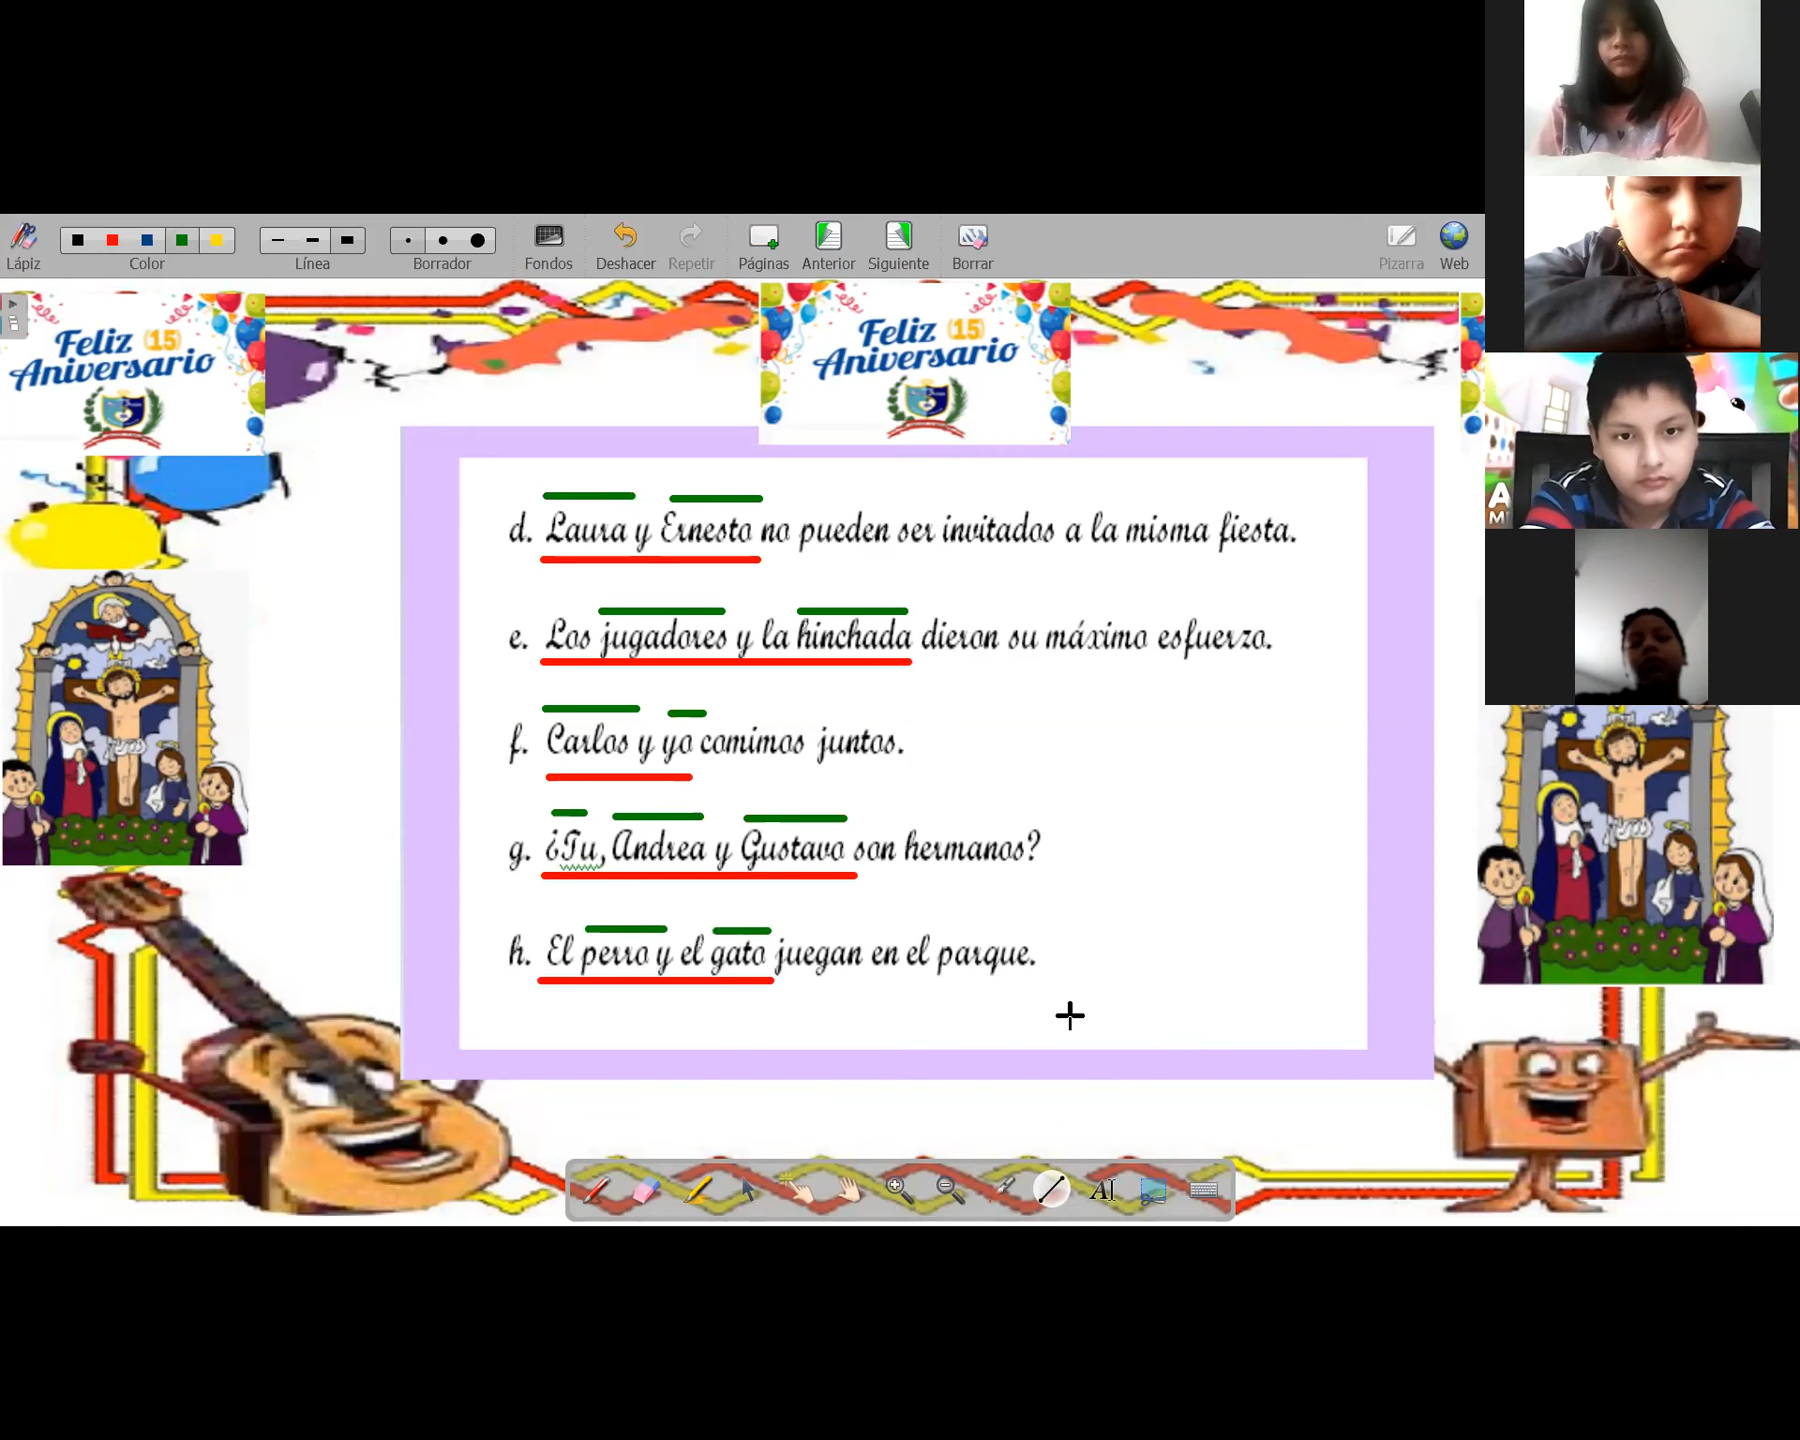 Lápiz Color Línea Borrador Fondos Deshacer Repetir Páginas Anterior Siguiente Borrar Pizarra Web
Feliz 15
Aniversario
Feliz 15
Aniversario
d. Laura y Ernesto no pueden ser invitados a la misma fiesta.
e. Los jugadores y la hinchada dieron su máximo esfuerzo.
f. Carlos y yo comimos juntos.
g. ¿Tu, Andrea y Gustavo son hermanos?
h. El perro y el gato juegan en el parque.